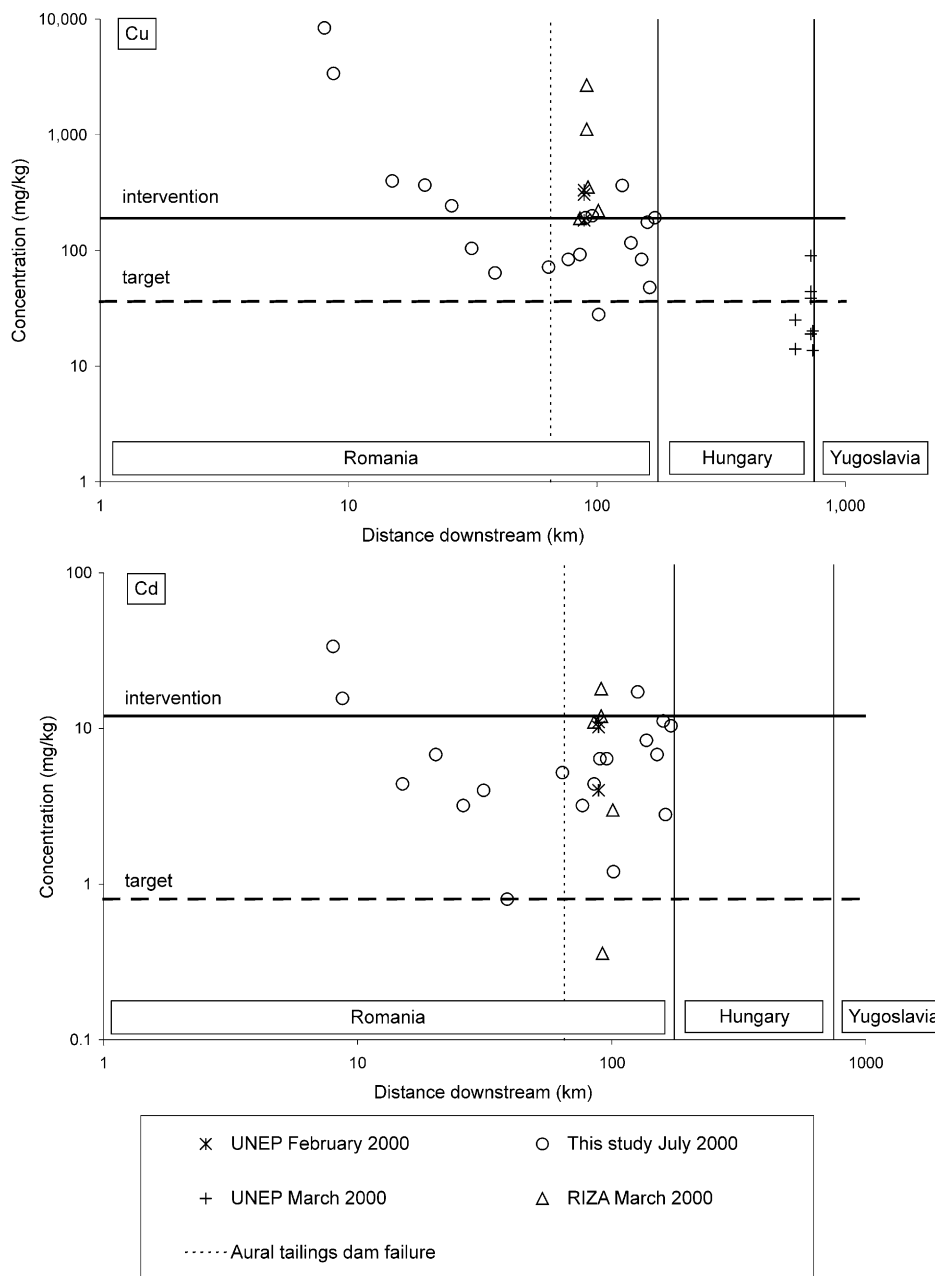 Cu
10,000
1,000
100
10
1
Concentration (mg/kg)
intervention
target
Romania
Hungary
Yugoslavia
1
10
100
1,000
Distance downstream (km)
Cd
100
10
1
0.1
Concentration (mg/kg)
intervention
target
Romania
Hungary
Yugoslavia
1
10
100
1000
Distance downstream (km)
UNEP February 2000
This study July 2000
UNEP March 2000
RIZA March 2000
Aural tailings dam failure